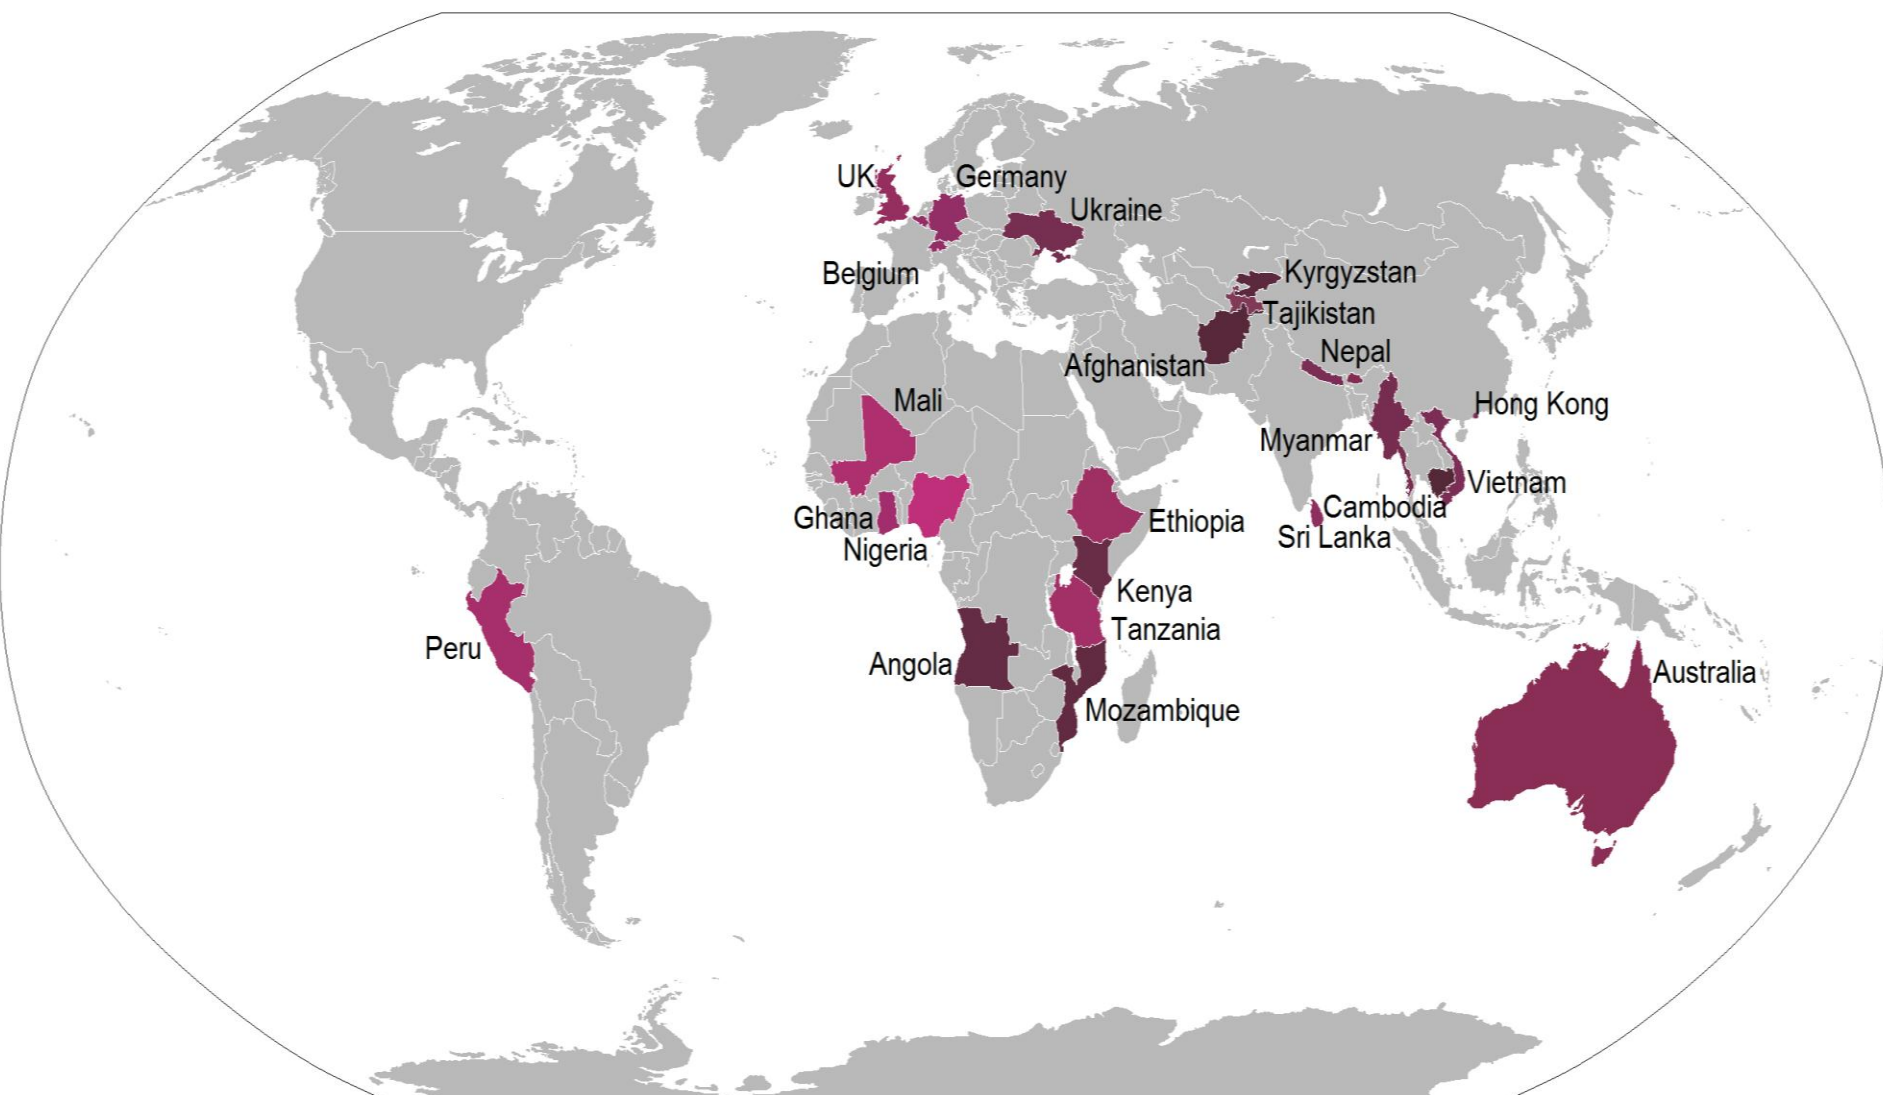 UK
Germany
Ukraine
Belgium
Kyrgyzstan
Tajikistan
Nepal
Afghanistan
Mali
Hong Kong
Myanmar
Vietnam
Cambodia
Ghana
Ethiopia
Sri Lanka
Nigeria
Kenya
Tanzania
Peru
Angola
Australia
Mozambique